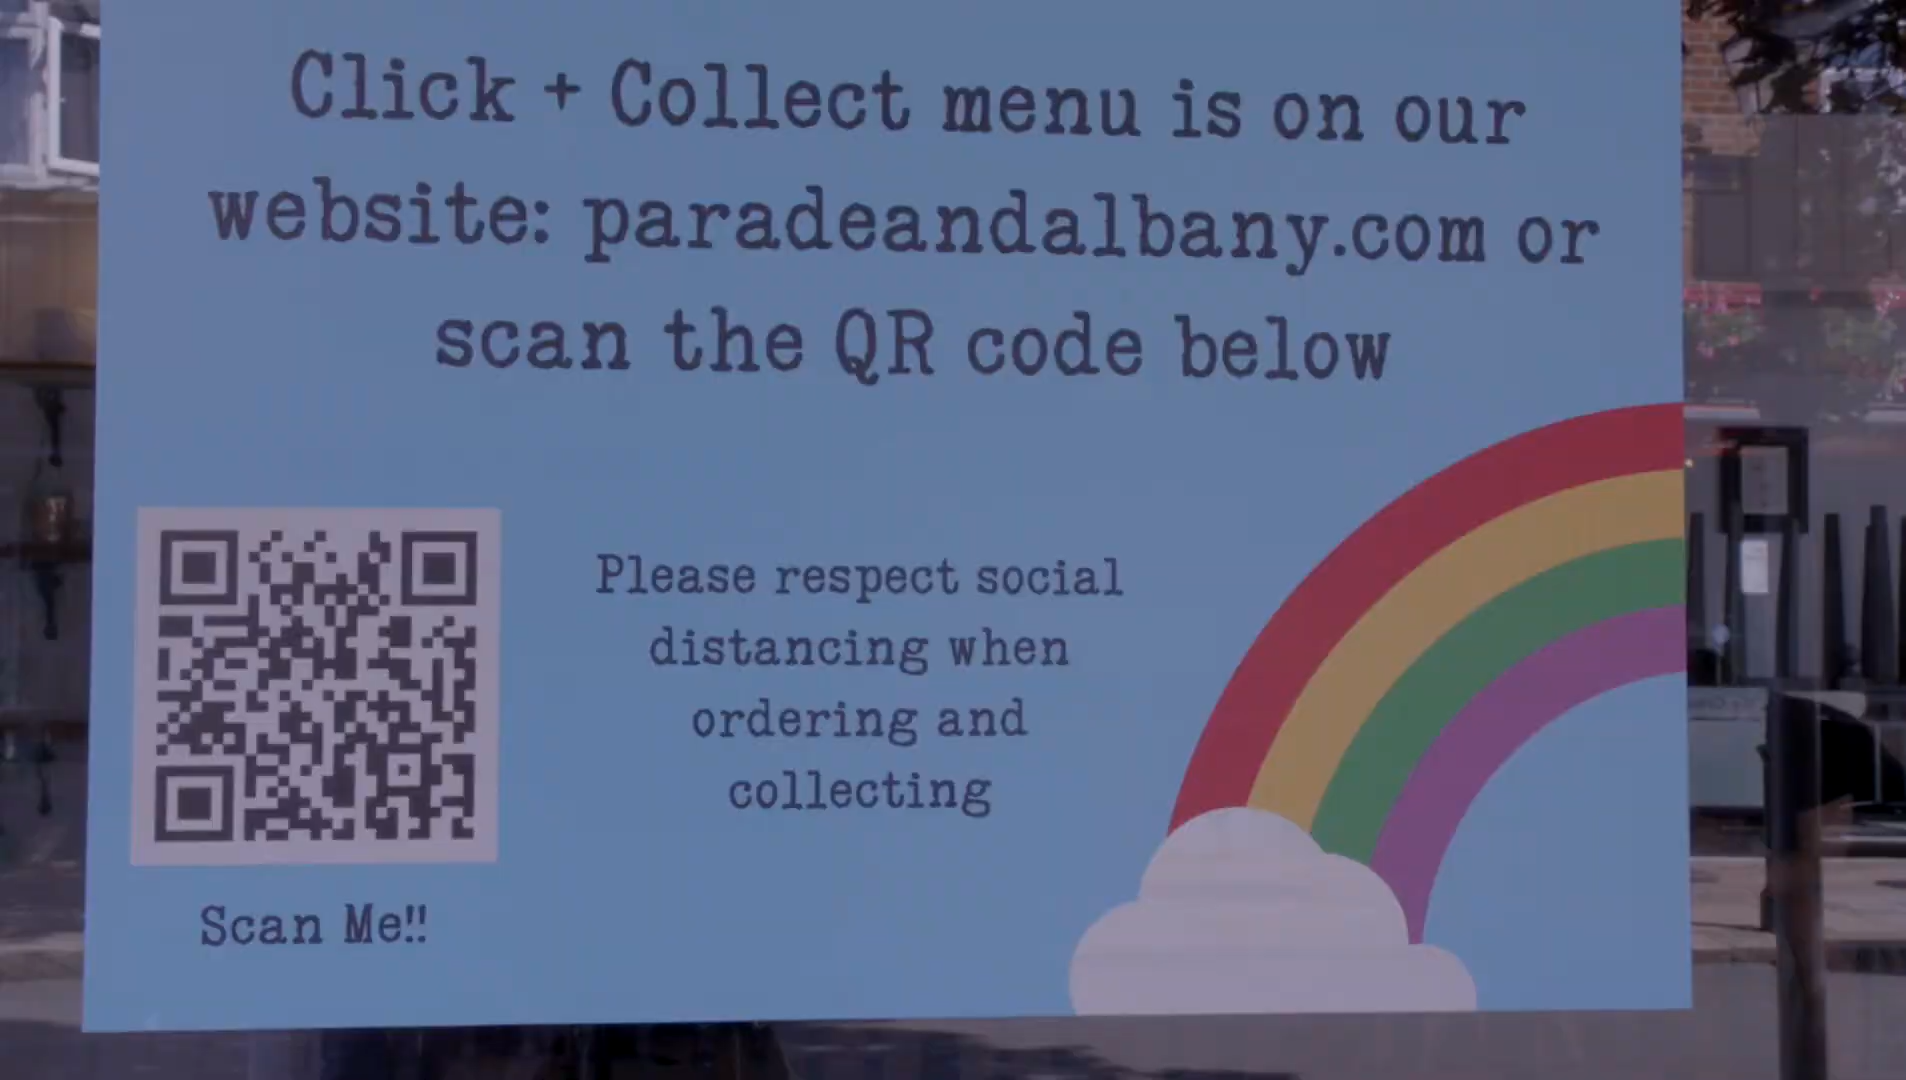 Click + Collect menu is on our
website: paradeandalbany.com or
scan the QR code below
Please respect social
distancing when
ordering and
collecting
Scan Me!!